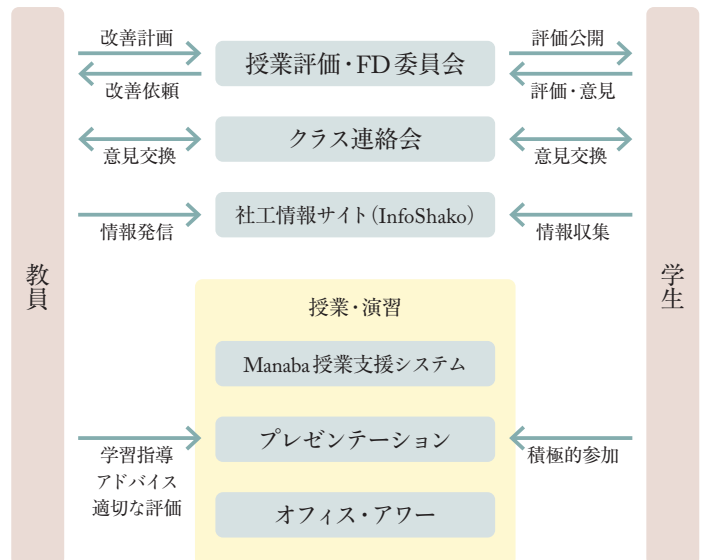 改善計画
授業評価・FD委員会
評価公開
改善依頼
評価・意見
クラス連絡会
意見交換
意見交換
社工情報サイト（InfoShako）
情報発信
情報収集
教員
学生
授業・演習
Manaba授業支援システム
プレゼンテーション
学習指導
アドバイス
適切な評価
積極的参加
オフィス・アワー